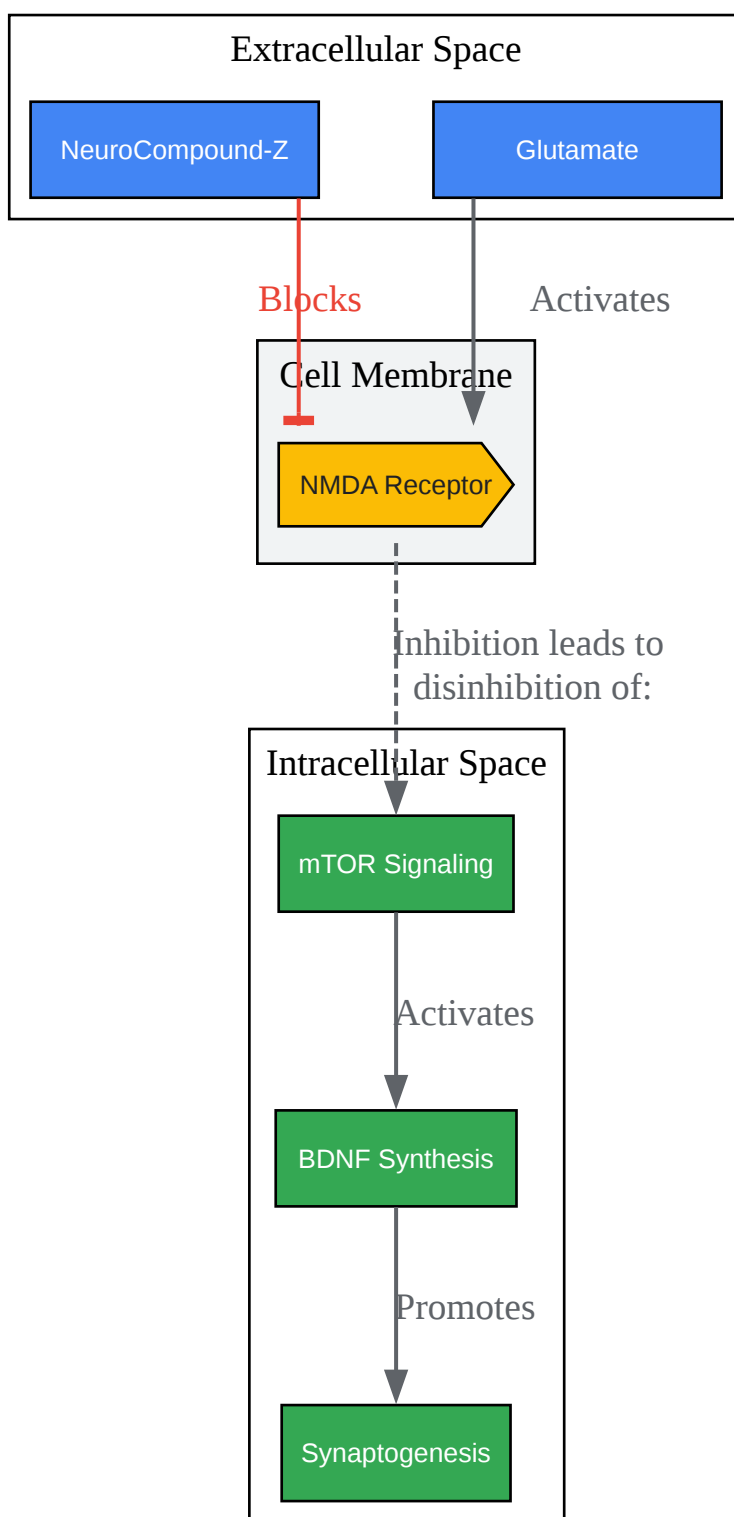 Extracellular Space
NeuroCompound-Z
Glutamate
Blocks
Activates
Cell Membrane
NMDA Receptor
Inhibition leads to
disinhibition of:
Intracellular Space
mTOR Signaling
Activates
BDNF Synthesis
Promotes
Synaptogenesis